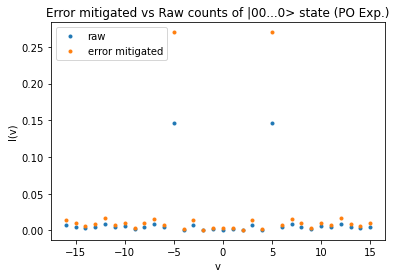 Error mitigated vs Raw counts of |00...0> state (PO Exp.)
raw
error mitigated
0.25
0.20
0.15
0.10
0.05
0.00
I(v)
−15 −10 −5 0 5 10 15
v